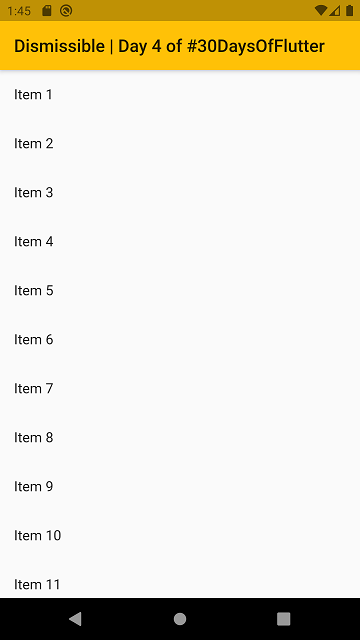 1:45
Dismissible | Day 4 of #30DaysOfFlutter
Item 1
Item 2
Item 3
Item 4
Item 5
Item 6
Item 7
Item 8
Item 9
Item 10
Item 11